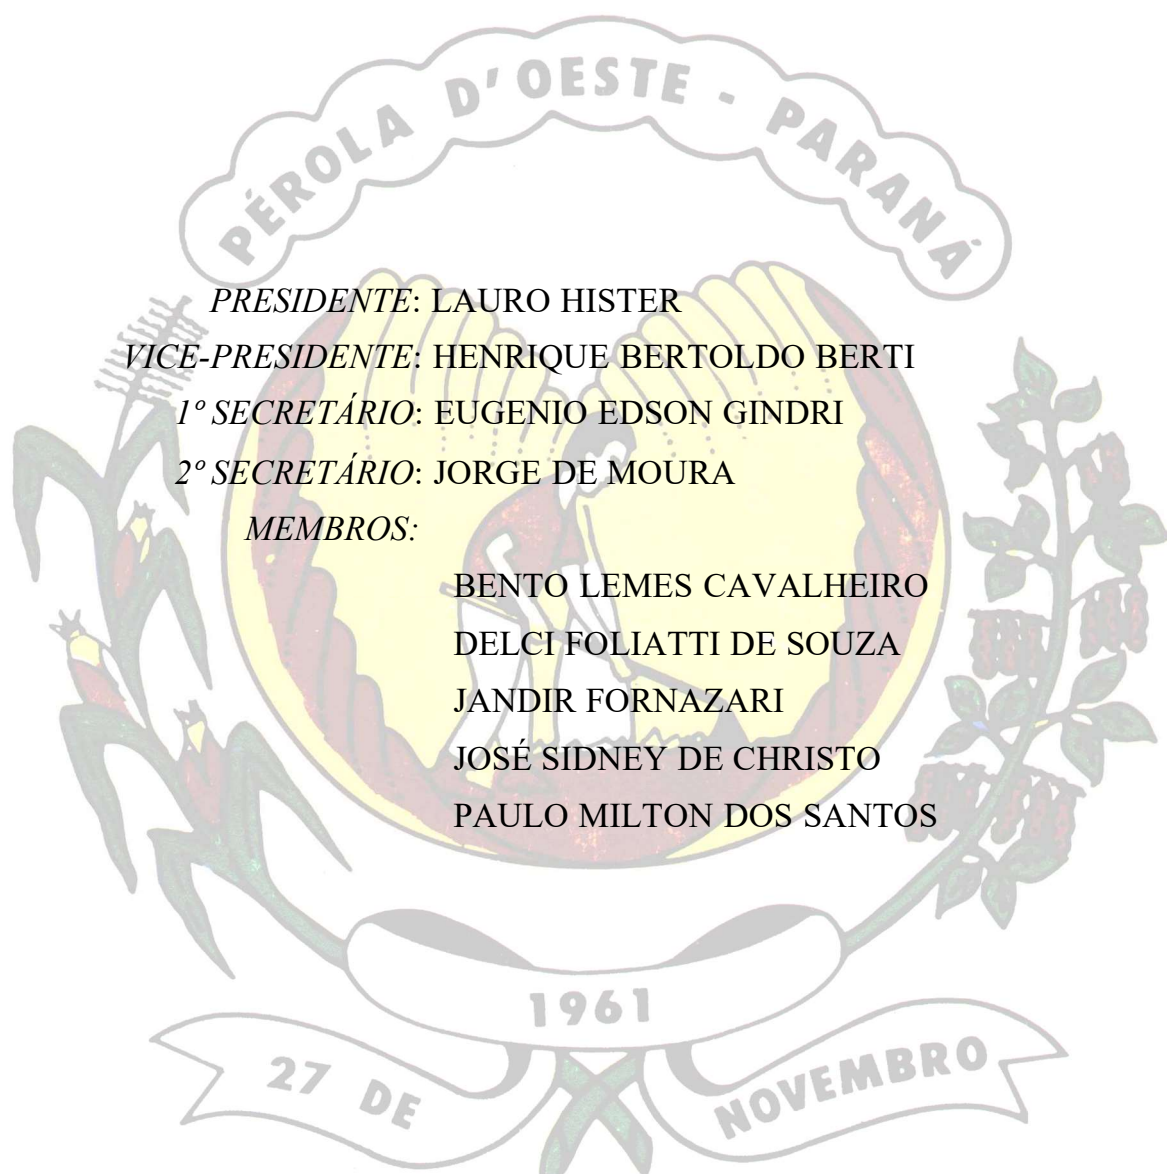 PÉROLA D'OESTE - PARANÁ
PRESIDENTE: LAURO HISTER
VICE-PRESIDENTE: HENRIQUE BERTOLDO BERTI
1º SECRETÁRIO: EUGENIO EDSON GINDRI
2º SECRETÁRIO: JORGE DE MOURA
MEMBROS:
BENTO LEMES CAVALHEIRO
DELCI FOLIATTI DE SOUZA
JANDIR FORNAZARI
JOSÉ SIDNEY DE CHRISTO
PAULO MILTON DOS SANTOS
1961
27 DE NOVEMBRO